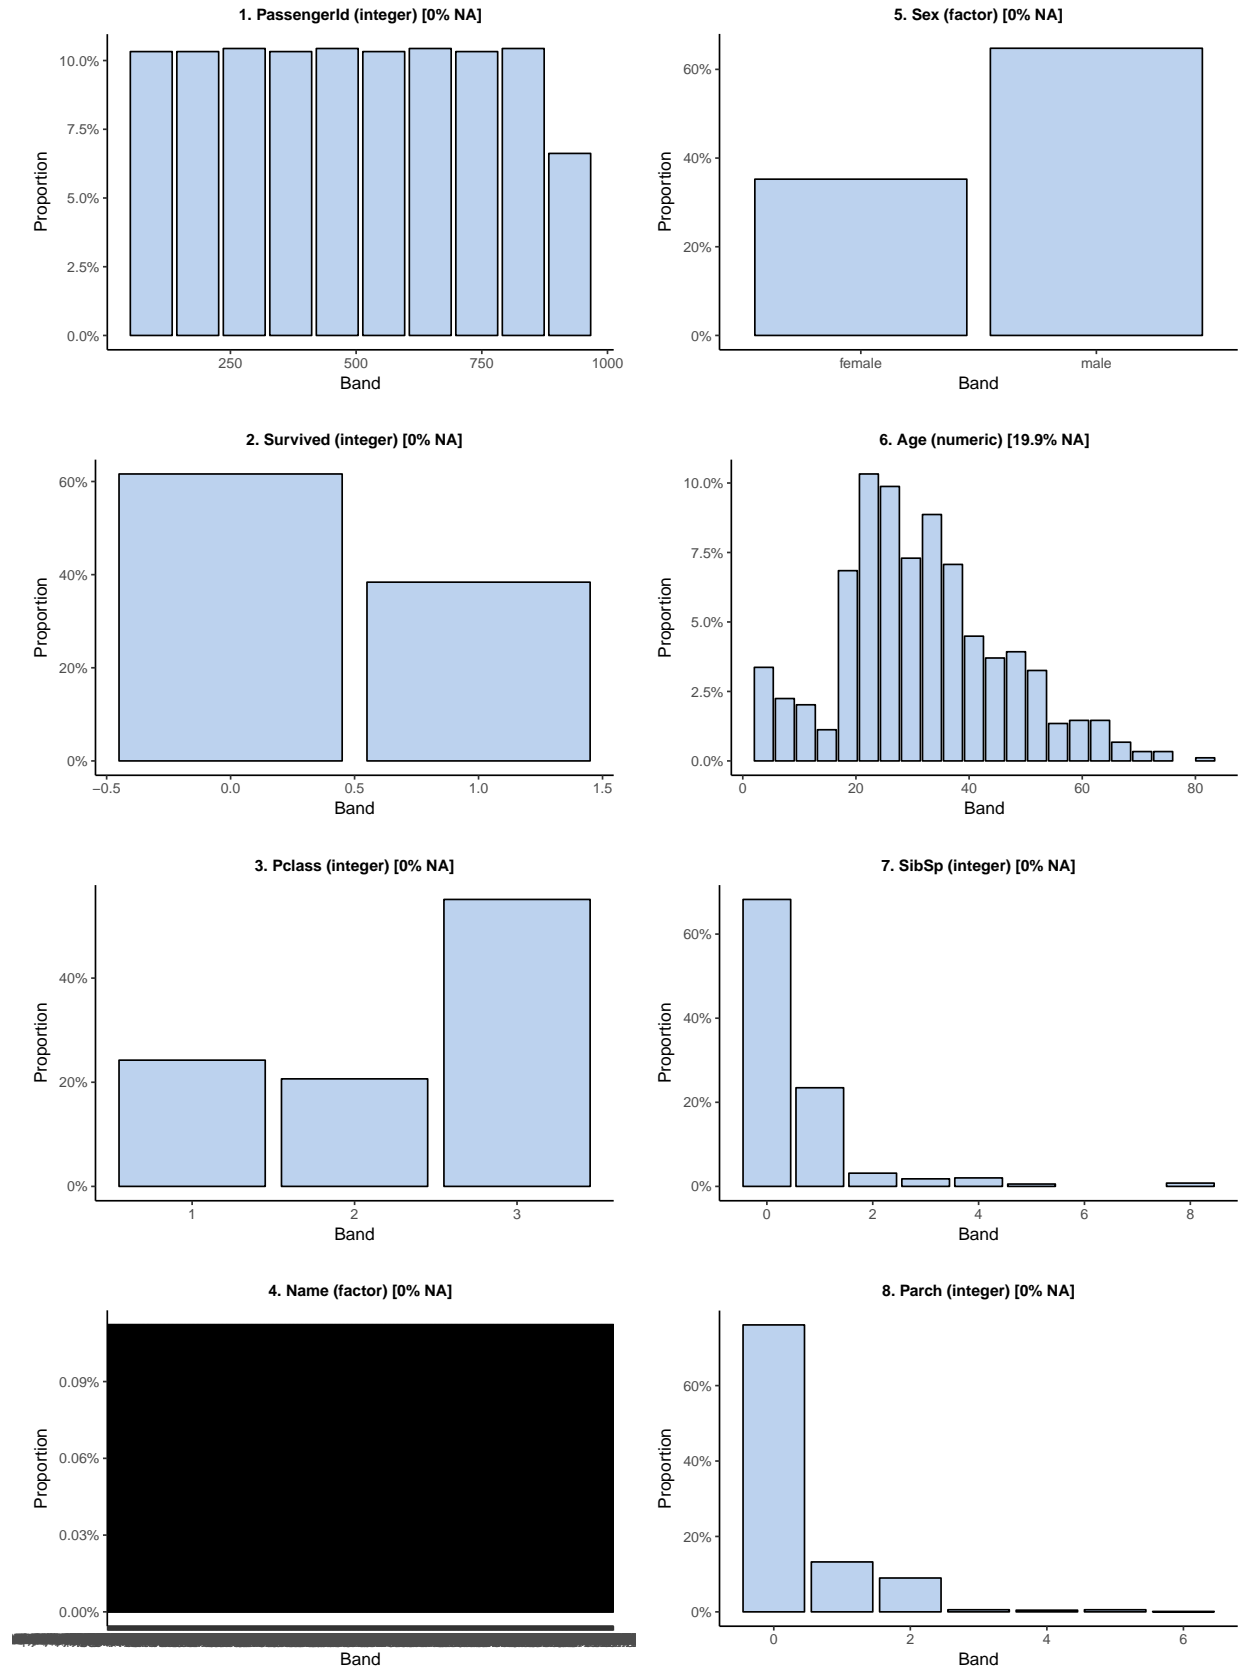 1. PassengerId (integer) [0% NA]
10.0%
7.5%
5.0%
2.5%
0.0%
Proportion
250 500 750 1000
Band
2. Survived (integer) [0% NA]
60%
40%
20%
0%
Proportion
−0.5 0.0 0.5 1.0 1.5
Band
3. Pclass (integer) [0% NA]
40%
20%
0%
Proportion
1 2 3
Band
4. Name (factor) [0% NA]
0.09%
0.06%
0.03%
0.00%
Proportion
Band
5. Sex (factor) [0% NA]
60%
40%
20%
0%
Proportion
female male
Band
6. Age (numeric) [19.9% NA]
10.0%
7.5%
5.0%
2.5%
0.0%
Proportion
0 20 40 60 80
Band
7. SibSp (integer) [0% NA]
60%
40%
20%
0%
Proportion
0 2 4 6 8
Band
8. Parch (integer) [0% NA]
60%
40%
20%
0%
Proportion
0 2 4 6
Band